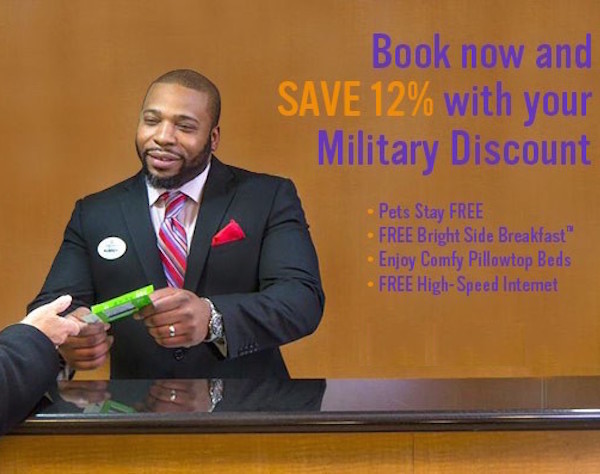 Book now and
SAVE 12% with your
Military Discount
• Pets Stay FREE
• FREE Bright Side Breakfast™
• Enjoy Comfy Pillowtop Beds
• FREE High-Speed Internet